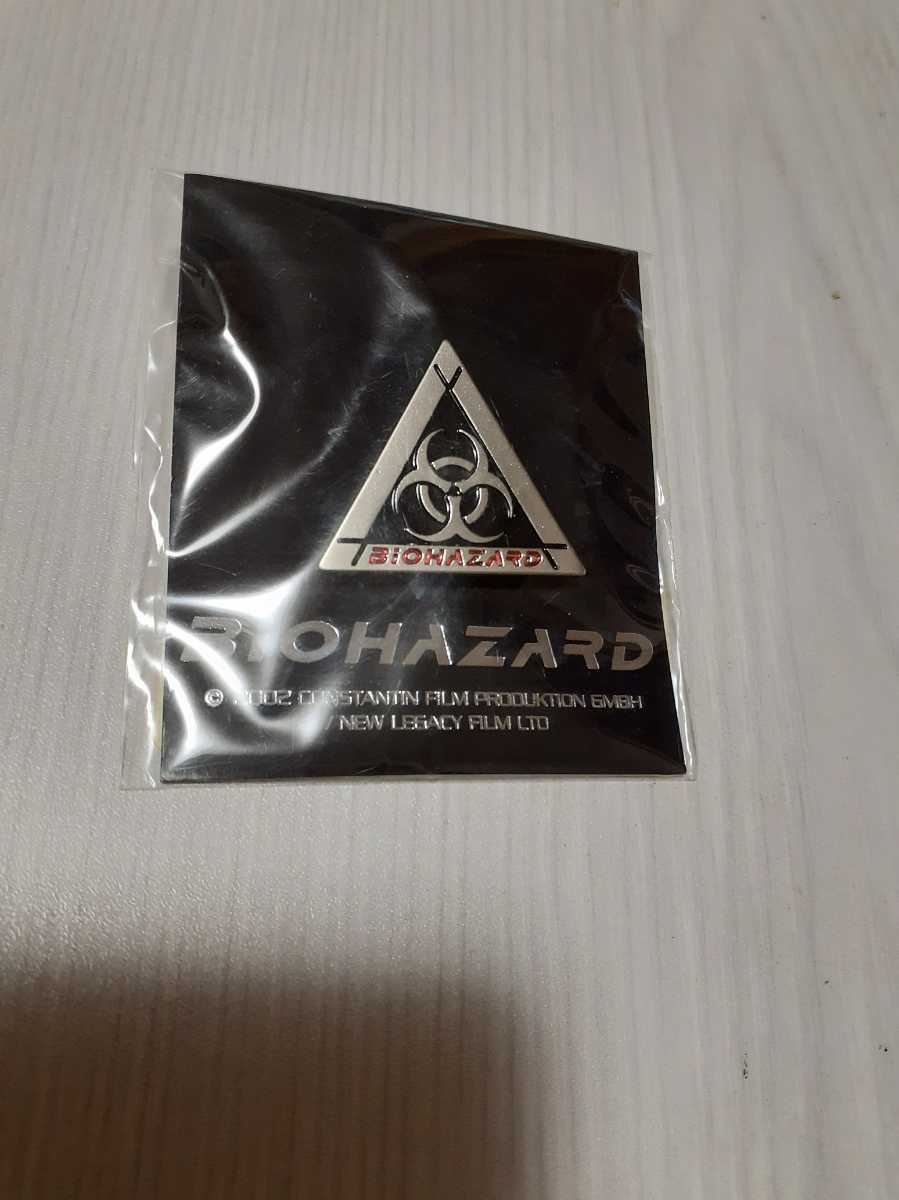 BIOHAZARD
BIOHAZARD
© 2002 CONSTANTIN FILM PRODUKTION GMBH
/ NEW LEGACY FILM LTD